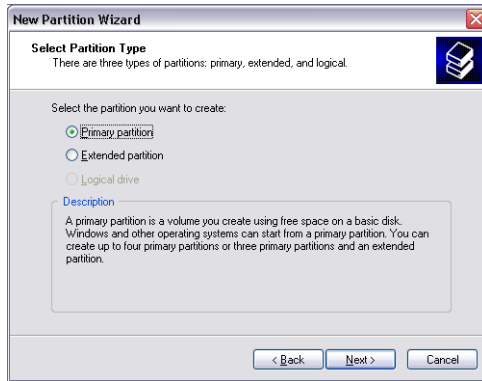 New Partition Wizard
Select Partition Type
There are three types of partitions: primary, extended, and logical.
Select the partition you want to create:
Primary partition
Extended partition
Logical drive
Description
A primary partition is a volume you create using free space on a basic disk.
Windows and other operating systems can start from a primary partition. You can
create up to four primary partitions or three primary partitions and an extended
partition.
< Back
Next >
Cancel